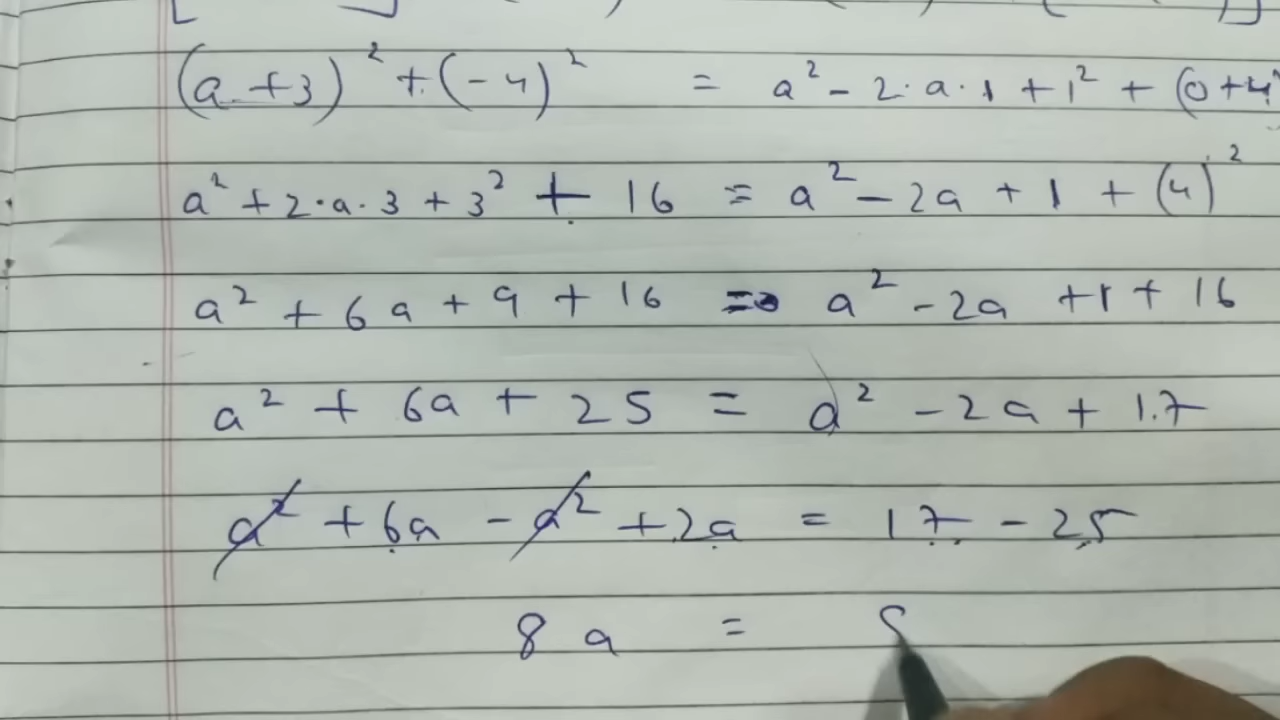 (a + 3)² + (-4)² = a² - 2·a·1 + 1² + (0+4)
a² + 2·a·3 + 3² + 16 = a² - 2a + 1 + (4)²
a² + 6a + 9 + 16 = a² - 2a + 1 + 16
a² + 6a + 25 = a² - 2a + 17
a² + 6a - a² + 2a = 17 - 25
8a =